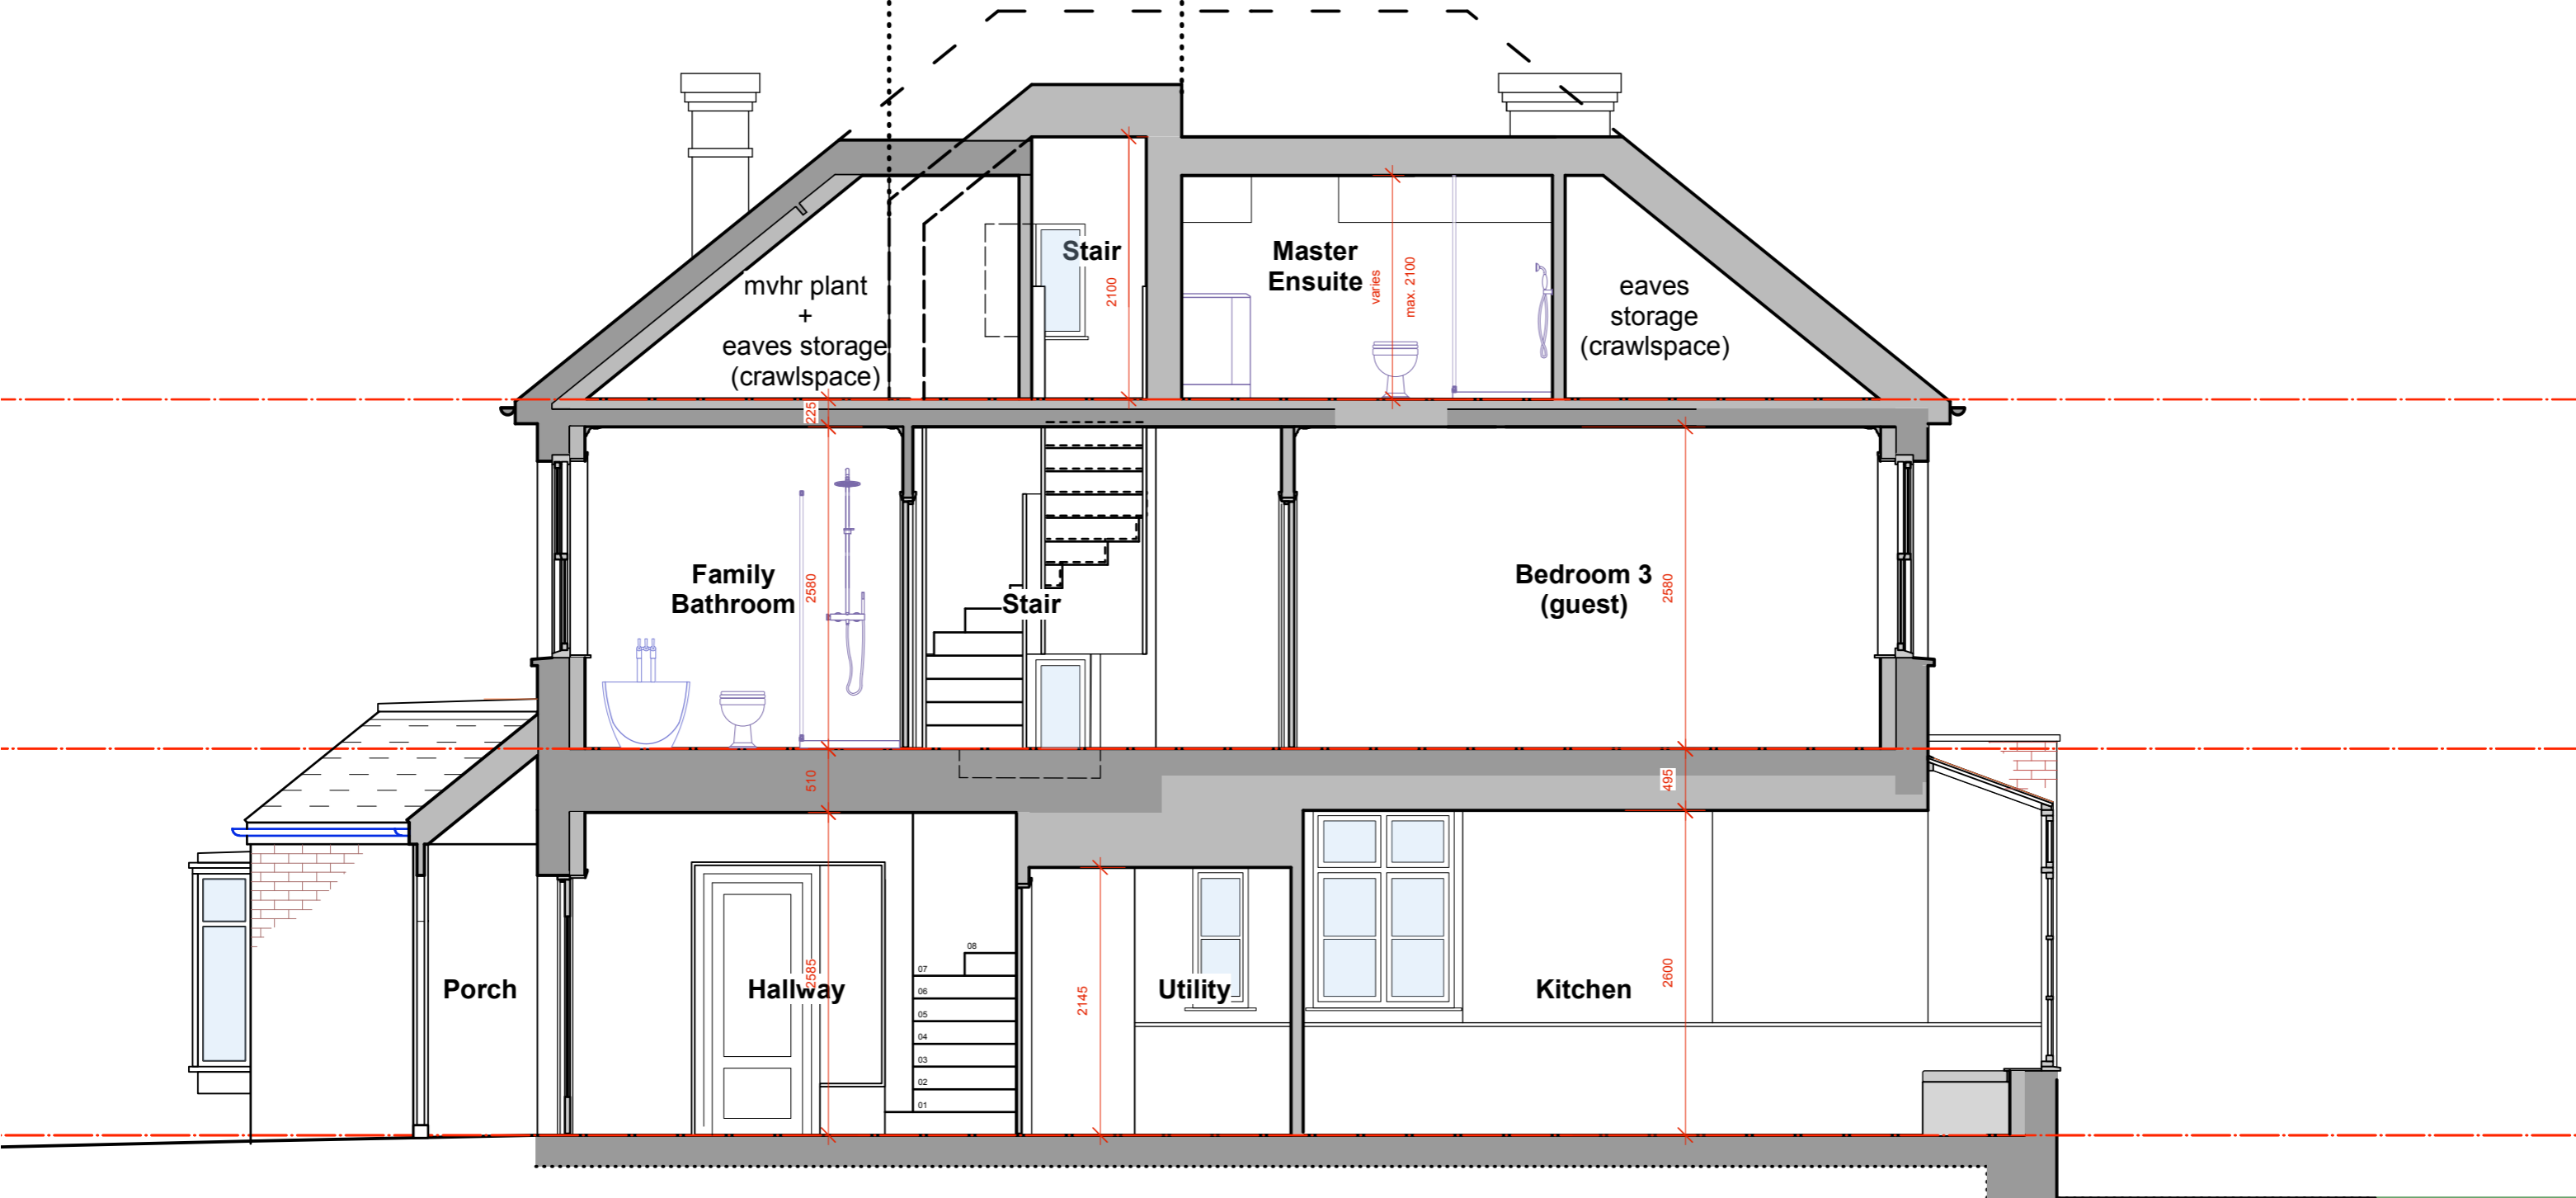 Stair
2100
Master
Ensuite
varies
max. 2100
mvhr plant
+
eaves storage
(crawlspace)
eaves
storage
(crawlspace)
225
Family
Bathroom
2580
Stair
Bedroom 3
(guest)
2580
510
495
Porch
Hallway
2585
08
07
06
05
04
03
02
01
2145
Utility
Kitchen
2600